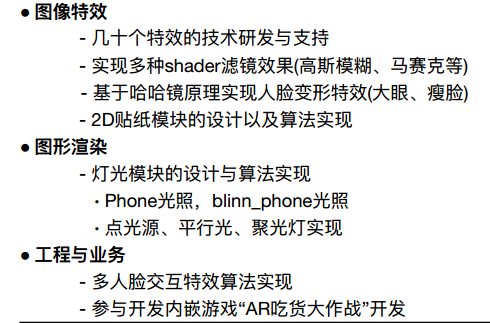 ● 图像特效
- 几十个特效的技术研发与支持
- 实现多种shader滤镜效果(高斯模糊、马赛克等)
- 基于哈哈镜原理实现人脸变形特效(大眼、瘦脸)
- 2D贴纸模块的设计以及算法实现
● 图形渲染
- 灯光模块的设计与算法实现
· Phone光照，blinn_phone光照
· 点光源、平行光、聚光灯实现
● 工程与业务
- 多人脸交互特效算法实现
- 参与开发内嵌游戏“AR吃货大作战”开发